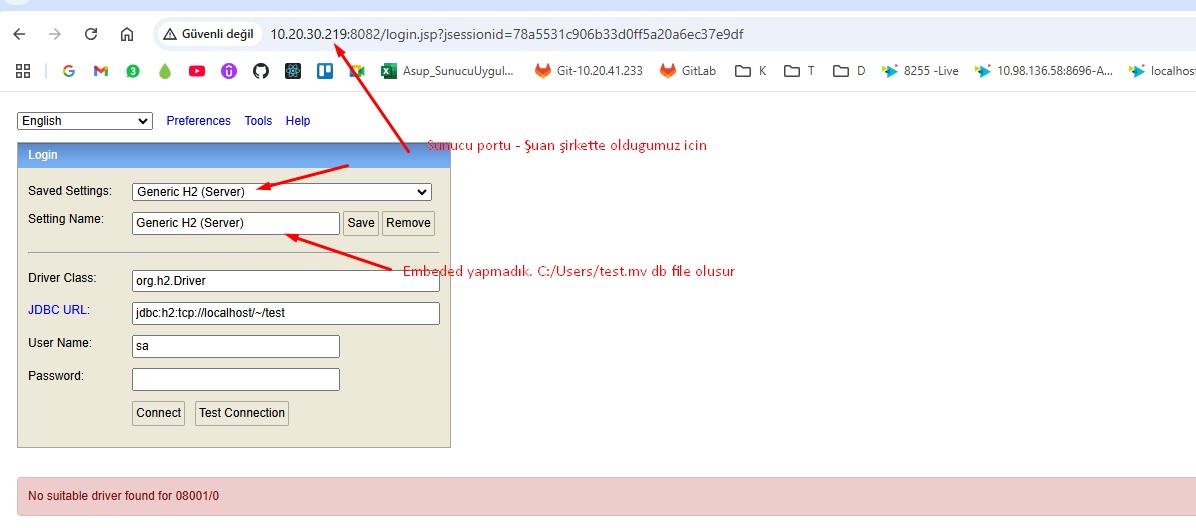 Güvenli değil 10.20.30.219:8082/login.jsp?jsessionid=78a5531c906b33d0ff5a20a6ec37e9df
Asup_SunucuUygul... Git-10.20.41.233 GitLab K T D 8255 -Live 10.98.136.58:8696-A... localhos
English Preferences Tools Help
Sunucu portu - Şuan şirkette oldugumuz icin
Login
Saved Settings: Generic H2 (Server)
Setting Name: Generic H2 (Server) Save Remove
Embeded yapmadık. C:/Users/test.mv db file olusur
Driver Class: org.h2.Driver
JDBC URL: jdbc:h2:tcp://localhost/~/test
User Name: sa
Password:
Connect Test Connection
No suitable driver found for 08001/0